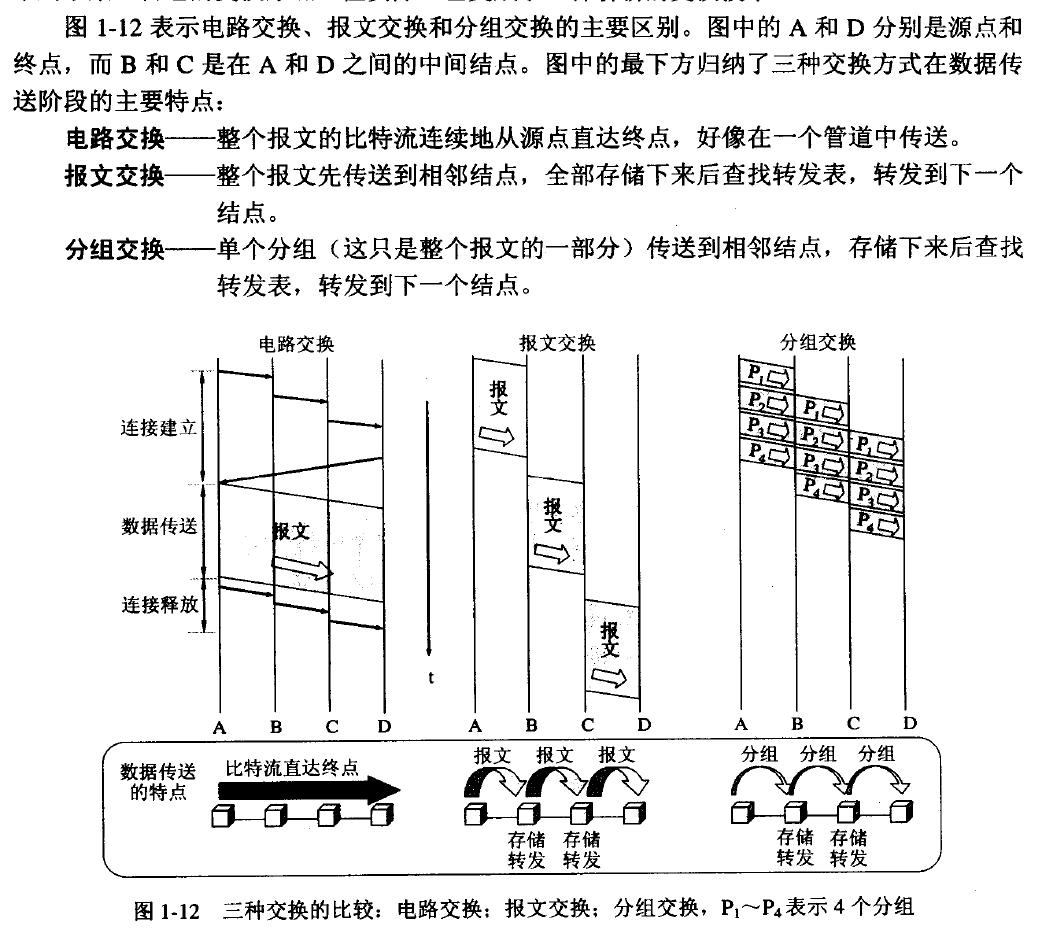 图 1-12 表示电路交换、报文交换和分组交换的主要区别。图中的 A 和 D 分别是源点和
终点，而 B 和 C 是在 A 和 D 之间的中间结点。图中的最下方归纳了三种交换方式在数据传
送阶段的主要特点：
电路交换——整个报文的比特流连续地从源点直达终点，好像在一个管道中传送。
报文交换——整个报文先传送到相邻结点，全部存储下来后查找转发表，转发到下一个
结点。
分组交换——单个分组（这只是整个报文的一部分）传送到相邻结点，存储下来后查找
转发表，转发到下一个结点。
电路交换
报文交换
分组交换
连接建立
数据传送
连接释放
报文
t
报文
报文
报文
P1
P2 P1
P3 P2 P1
P4 P3 P2
P4 P3
P4
A B C D
A B C D
A B C D
数据传送
的特点
比特流直达终点
报文 报文 报文
存储 存储
转发 转发
分组 分组 分组
存储 存储
转发 转发
图 1-12 三种交换的比较：电路交换；报文交换；分组交换，P1～P4 表示 4 个分组